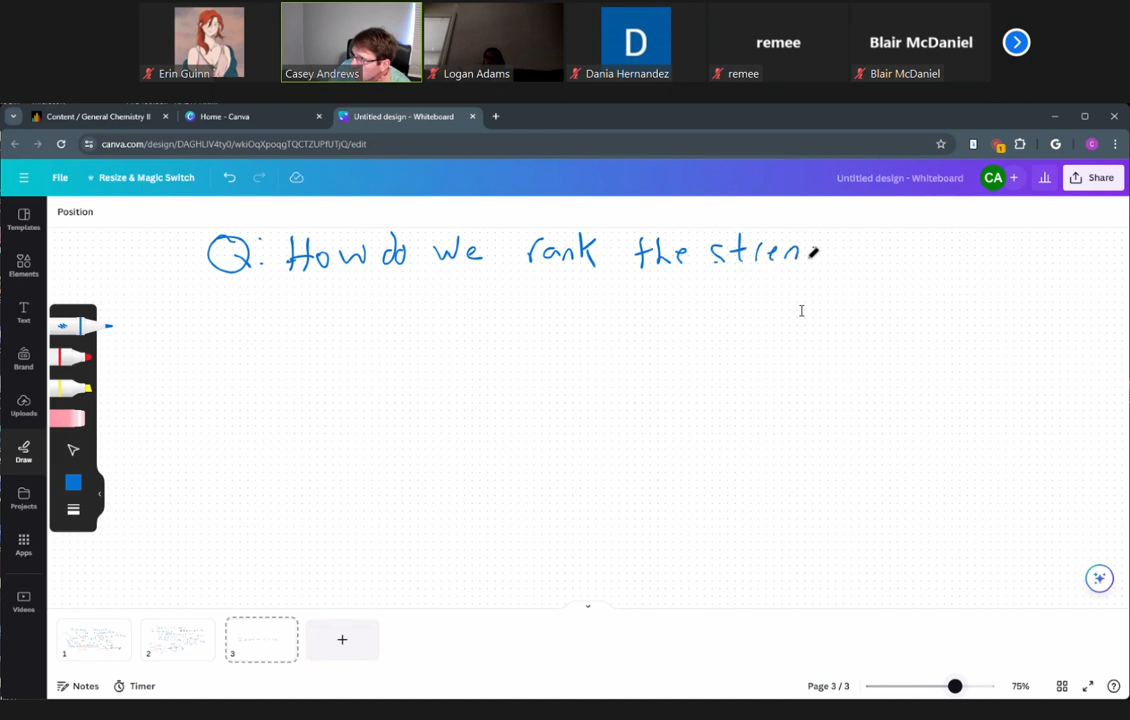 Erin Guinn
Casey Andrews
Logan Adams
D
Dania Hernandez
remee
remee
Blair McDaniel
Blair McDaniel
Content / General Chemistry II
Home - Canva
Untitled design - Whiteboard
canva.com/design/DAGHLIV4ty0/wkiOqXpoqgTQCTZUPfUTjQ/edit
G
C
File
Resize & Magic Switch
Untitled design - Whiteboard
CA
Share
Position
Templates
Elements
Text
Brand
Uploads
Draw
Projects
Apps
Videos
Q: How do we rank the stren
1
2
3
Notes
Timer
Page 3 / 3
75%